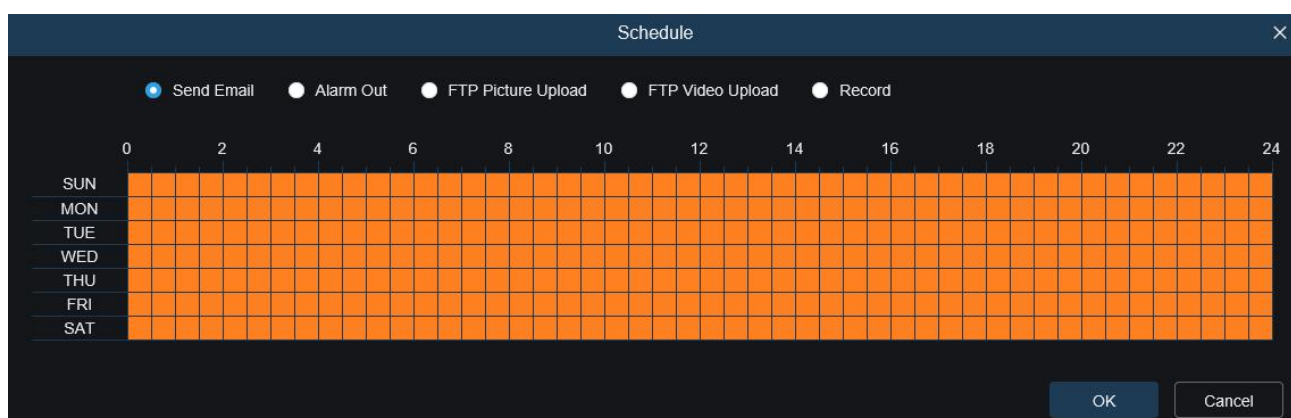 Schedule
Send Email Alarm Out FTP Picture Upload FTP Video Upload Record
0 2 4 6 8 10 12 14 16 18 20 22 24
SUN
MON
TUE
WED
THU
FRI
SAT
OK Cancel